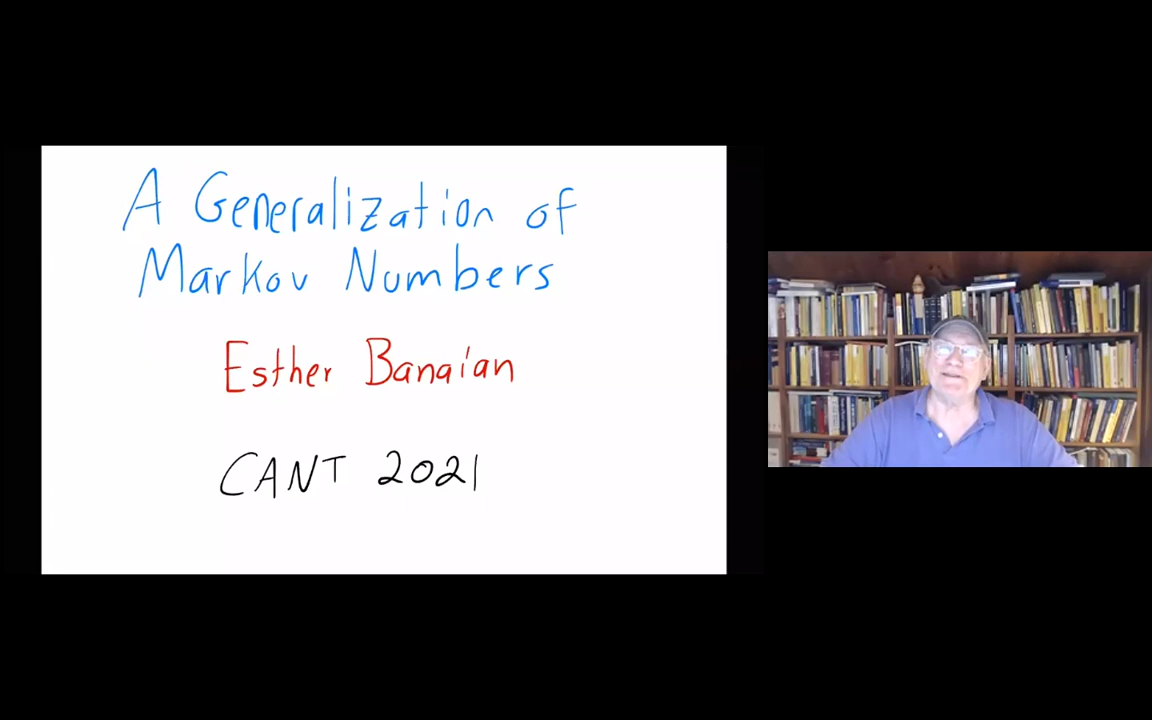 A Generalization of
Markov Numbers
Esther Banaian
CANT 2021